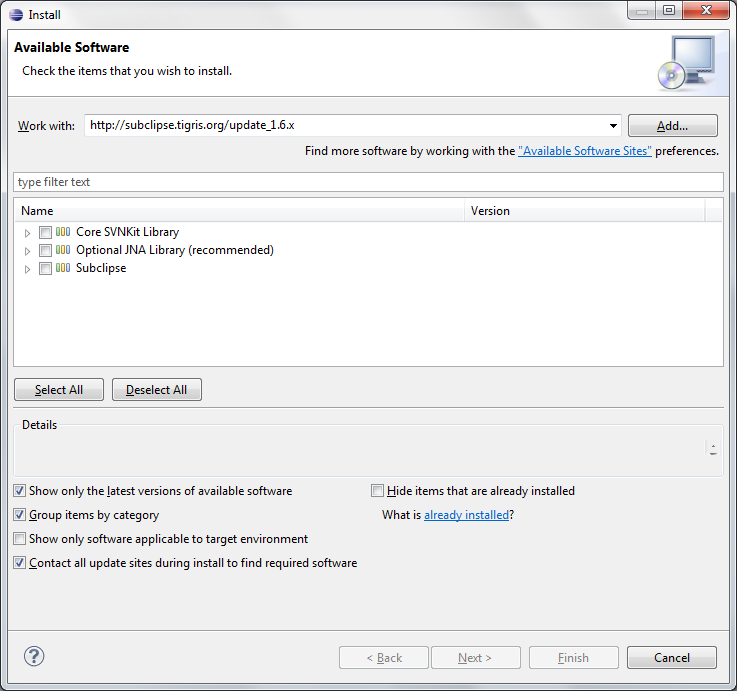 Install
Available Software
Check the items that you wish to install.
Work with: http://subclipse.tigris.org/update_1.6.x Add...
Find more software by working with the "Available Software Sites" preferences.
type filter text
Name Version
Core SVNKit Library
Optional JNA Library (recommended)
Subclipse
Select All Deselect All
Details
Show only the latest versions of available software Hide items that are already installed
Group items by category What is already installed?
Show only software applicable to target environment
Contact all update sites during install to find required software
? < Back Next > Finish Cancel